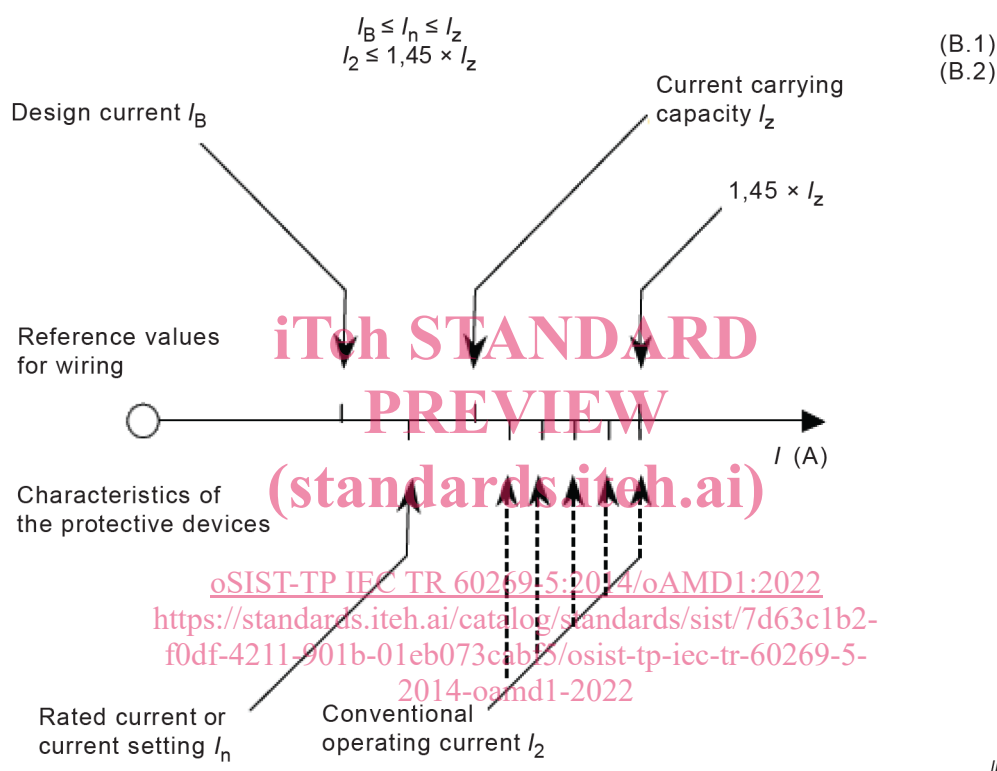 I_B ≤ I_n ≤ I_z
(B.1)
I_2 ≤ 1,45 × I_z
(B.2)
Design current I_B
Current carrying
capacity I_z
1,45 × I_z
Reference values
for wiring
iTeh STANDARD
PREVIEW
(standards.iteh.ai)
I (A)
Characteristics of
the protective devices
oSIST-TP IEC TR 60269-5:2014/oAMD1:2022
https://standards.iteh.ai/catalog/standards/sist/7d63c1b2-
f0df-4211-901b-01eb073cabf5/osist-tp-iec-tr-60269-5-
2014-oamd1-2022
Rated current or
current setting I_n
Conventional
operating current I_2